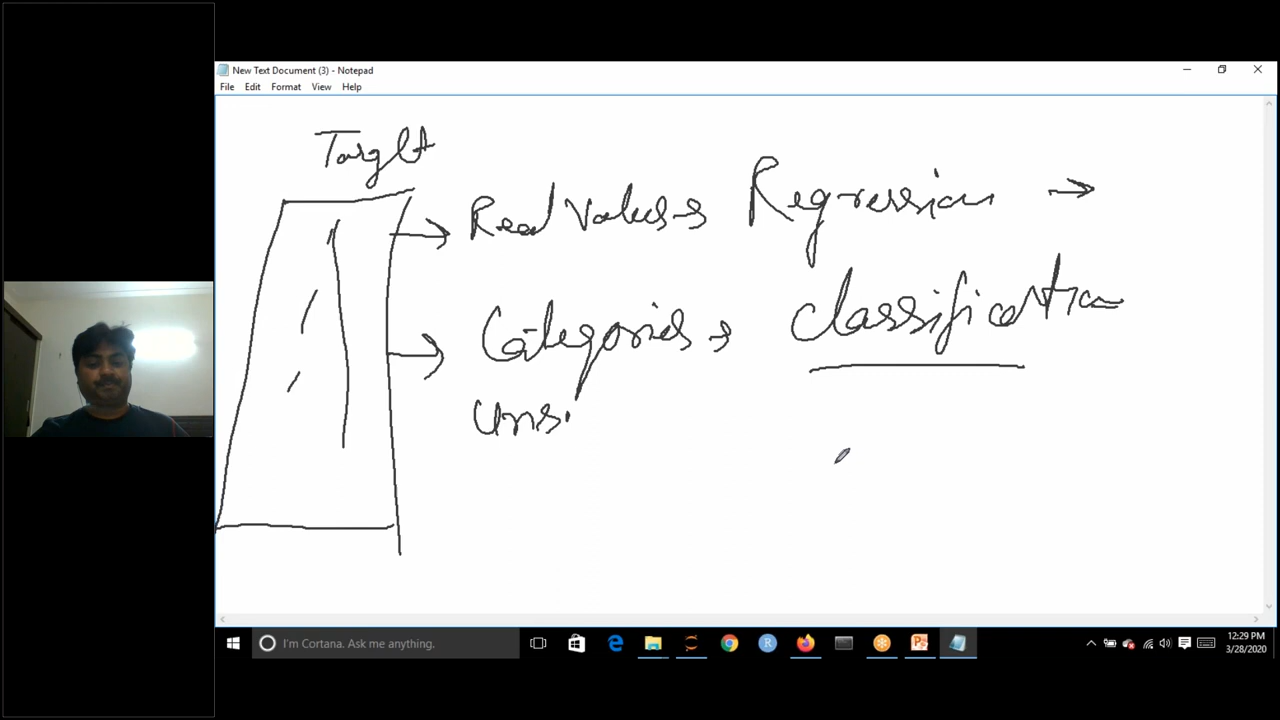 New Text Document (3) - Notepad
File Edit Format View Help
Target
Real Values → Regression →
Categories → Classification
Uns.
I'm Cortana. Ask me anything.
12:29 PM
3/28/2020